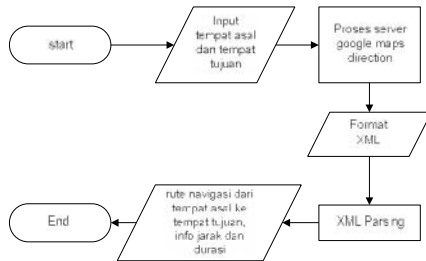 start
Input
tempat asal
dan tempat
tujuan
Proses server
google maps
direction
Format
XML
XML Parsing
rute navigasi dari
tempat asal ke
tempat tujuan,
info jarak dan
durasi
End